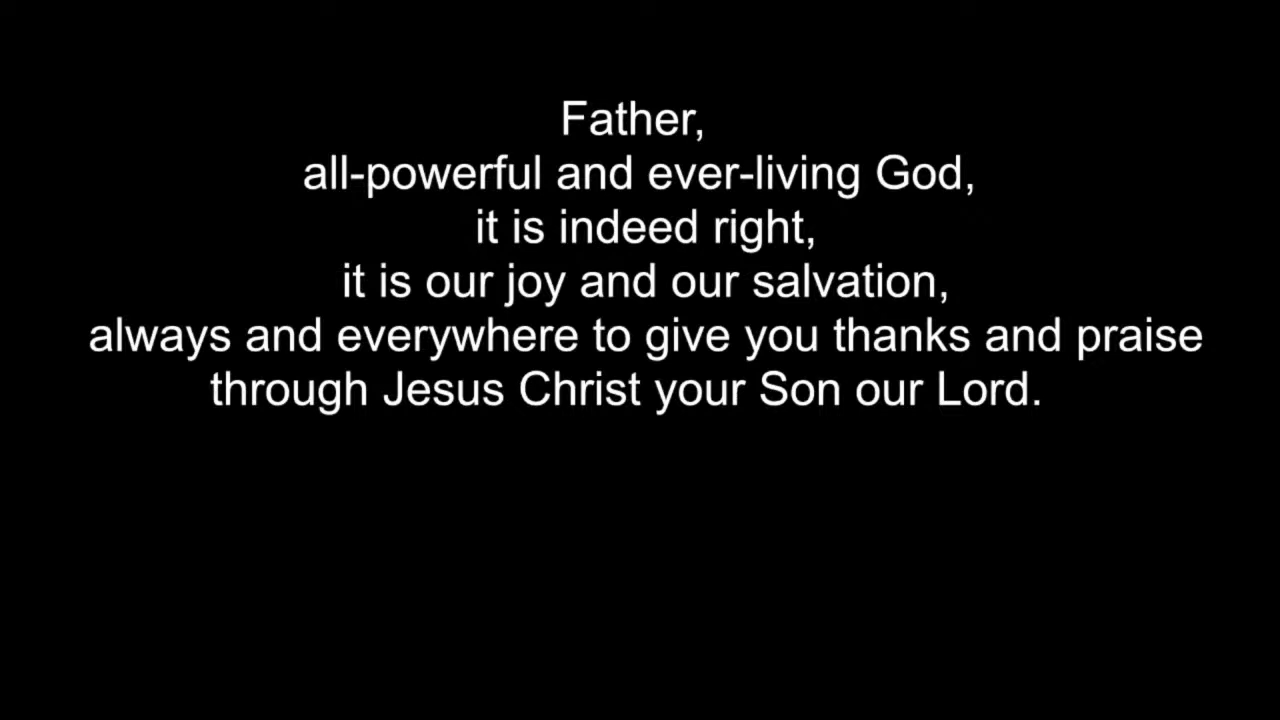 Father,
all-powerful and ever-living God,
it is indeed right,
it is our joy and our salvation,
always and everywhere to give you thanks and praise
through Jesus Christ your Son our Lord.